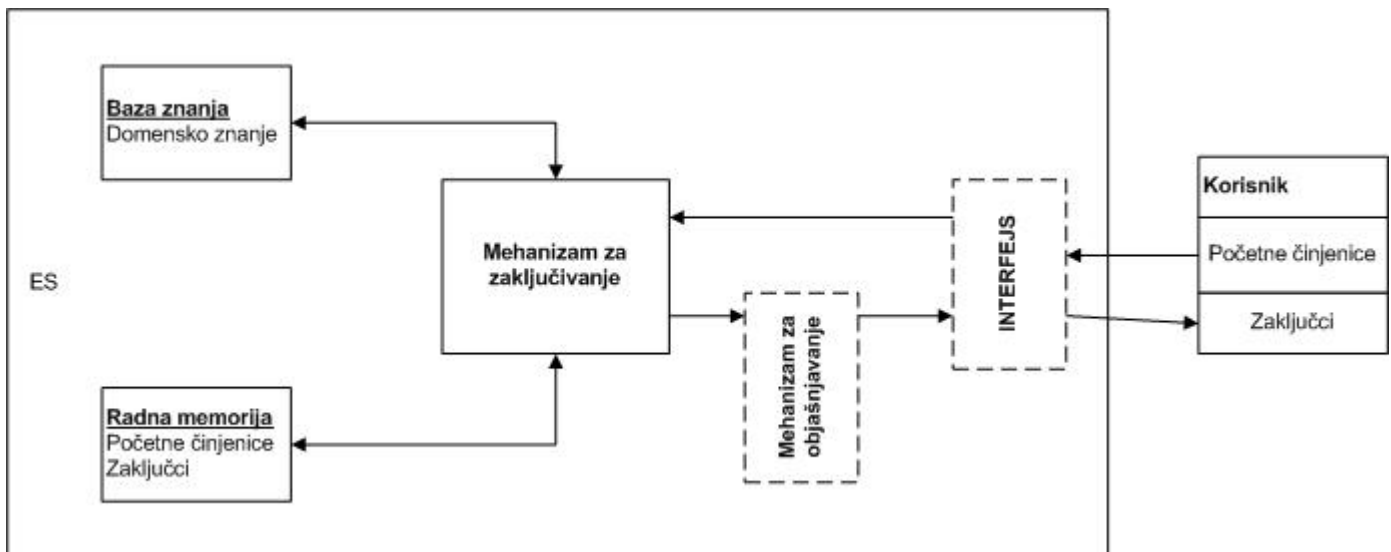 Baza znanja
Domensko znanje
ES
Mehanizam za
zaključivanje
Radna memorija
Početne činjenice
Zaključci
Mehanizam za
objašnjavanje
INTERFEJS
Korisnik
Početne činjenice
Zaključci